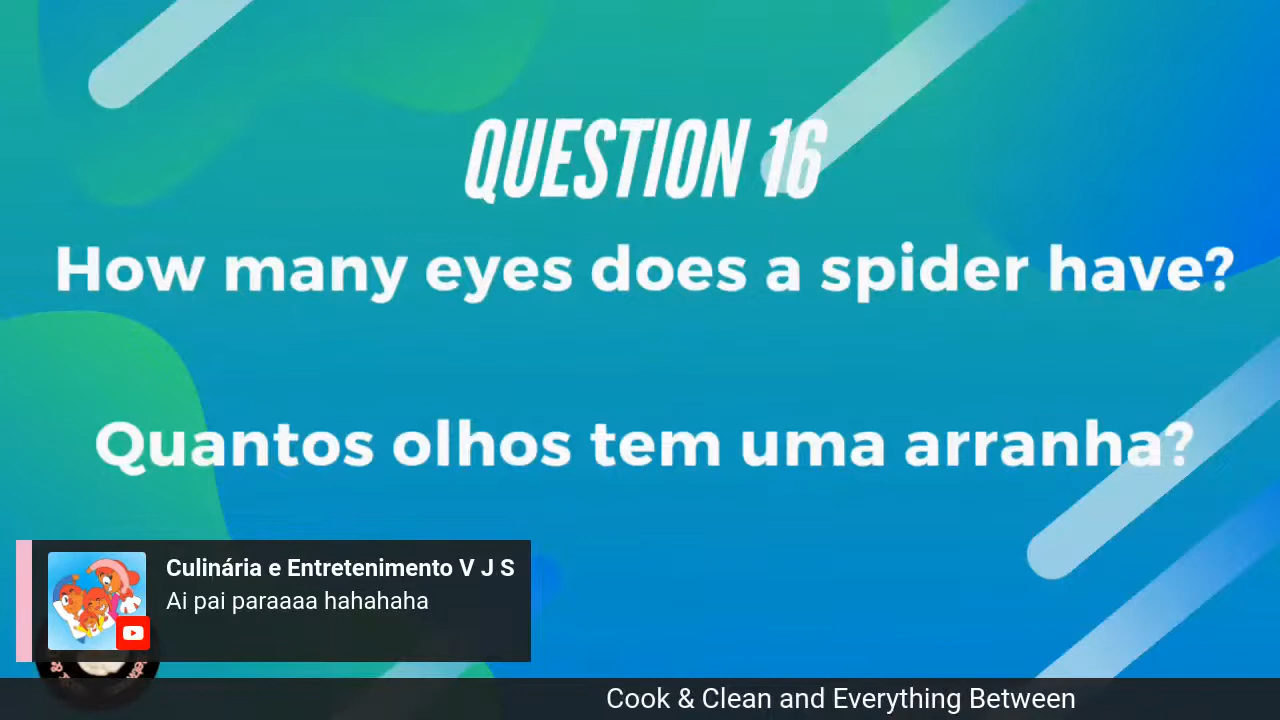 QUESTION 16
How many eyes does a spider have?
Quantos olhos tem uma arranha?
Culinária e Entretenimento V J S
Ai pai paraaaa hahahaha
Cook & Clean and Everything Between